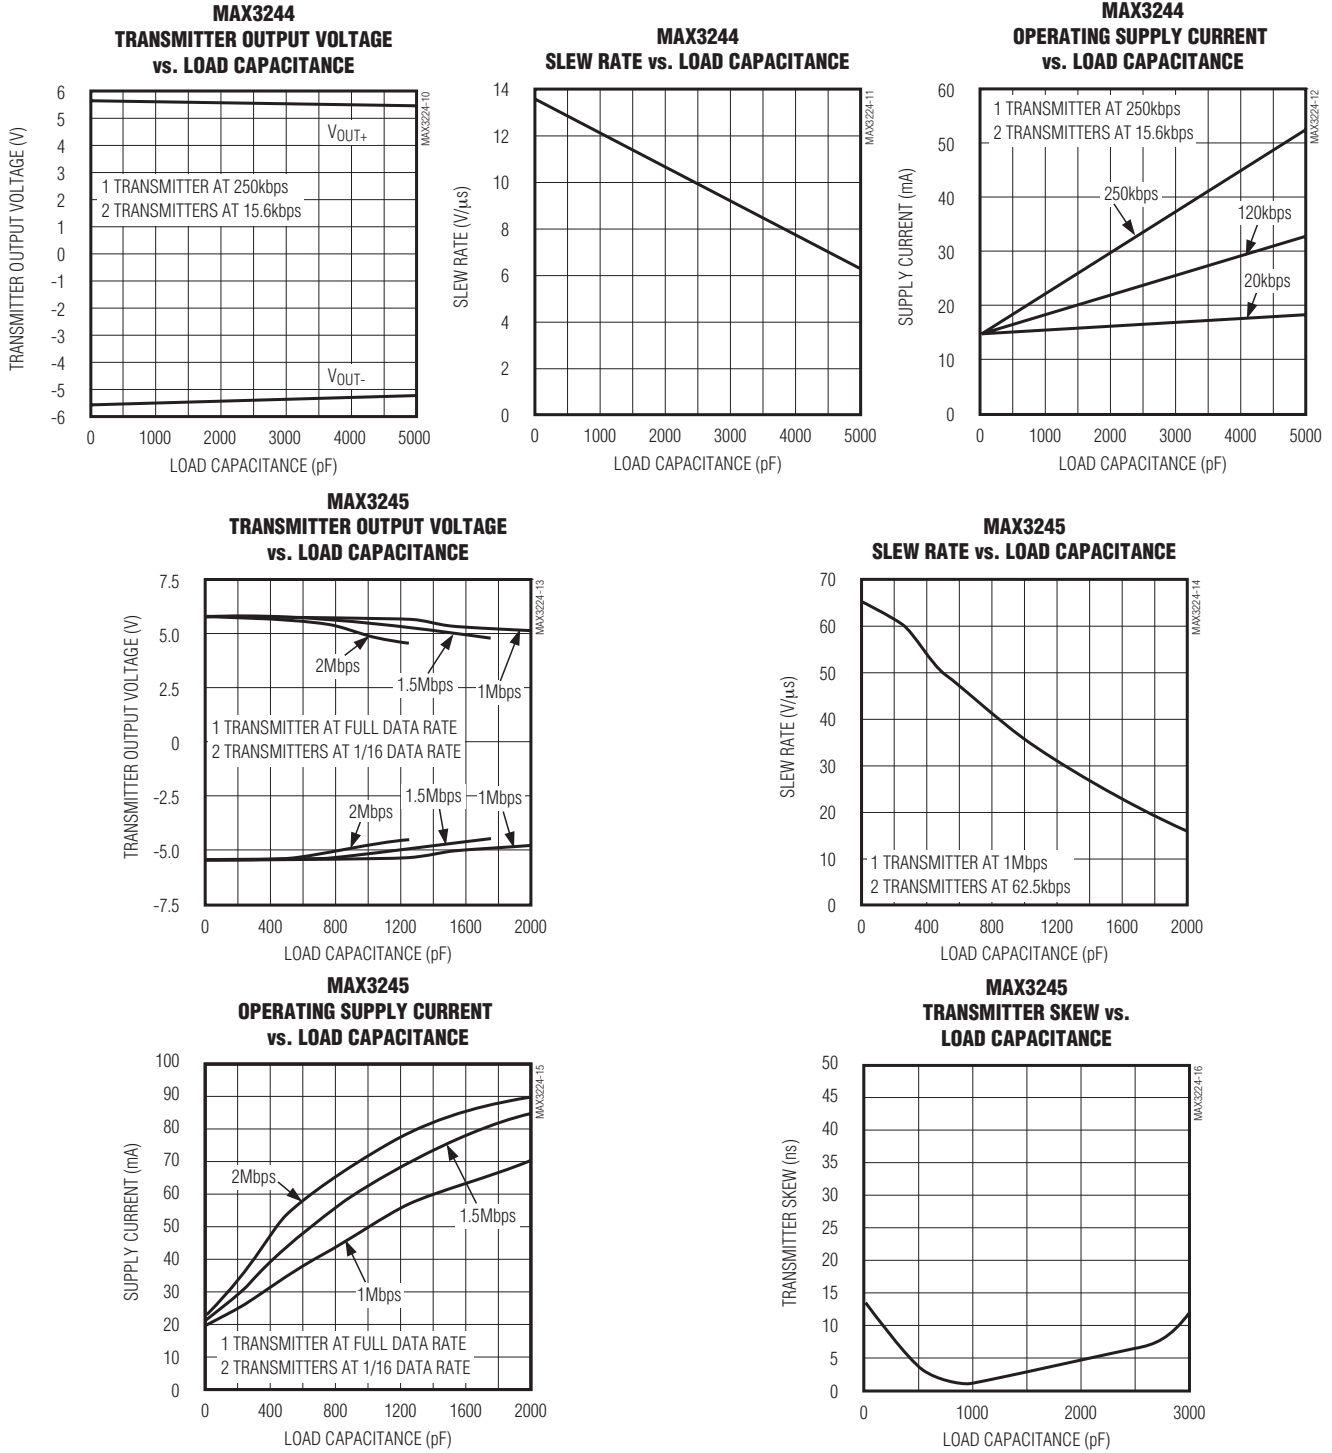 MAX3244
TRANSMITTER OUTPUT VOLTAGE
vs. LOAD CAPACITANCE
TRANSMITTER OUTPUT VOLTAGE (V)
6
5
4
3
2
1
0
-1
-2
-3
-4
-5
-6
VOUT+
1 TRANSMITTER AT 250kbps
2 TRANSMITTERS AT 15.6kbps
VOUT-
MAX3224-10
0 1000 2000 3000 4000 5000
LOAD CAPACITANCE (pF)
MAX3244
SLEW RATE vs. LOAD CAPACITANCE
SLEW RATE (V/μs)
14
12
10
8
6
4
2
0
MAX3224-11
0 1000 2000 3000 4000 5000
LOAD CAPACITANCE (pF)
MAX3244
OPERATING SUPPLY CURRENT
vs. LOAD CAPACITANCE
SUPPLY CURRENT (mA)
60
50
40
30
20
10
0
1 TRANSMITTER AT 250kbps
2 TRANSMITTERS AT 15.6kbps
250kbps
120kbps
20kbps
MAX3224-12
0 1000 2000 3000 4000 5000
LOAD CAPACITANCE (pF)
MAX3245
TRANSMITTER OUTPUT VOLTAGE
vs. LOAD CAPACITANCE
TRANSMITTER OUTPUT VOLTAGE (V)
7.5
5.0
2.5
0
-2.5
-5.0
-7.5
2Mbps
1.5Mbps
1Mbps
1 TRANSMITTER AT FULL DATA RATE
2 TRANSMITTERS AT 1/16 DATA RATE
2Mbps
1.5Mbps
1Mbps
MAX3224-13
0 400 800 1200 1600 2000
LOAD CAPACITANCE (pF)
MAX3245
SLEW RATE vs. LOAD CAPACITANCE
SLEW RATE (V/μs)
70
60
50
40
30
20
10
0
1 TRANSMITTER AT 1Mbps
2 TRANSMITTERS AT 62.5kbps
MAX3224-14
0 400 800 1200 1600 2000
LOAD CAPACITANCE (pF)
MAX3245
OPERATING SUPPLY CURRENT
vs. LOAD CAPACITANCE
SUPPLY CURRENT (mA)
100
90
80
70
60
50
40
30
20
10
0
2Mbps
1.5Mbps
1Mbps
1 TRANSMITTER AT FULL DATA RATE
2 TRANSMITTERS AT 1/16 DATA RATE
MAX3224-15
0 400 800 1200 1600 2000
LOAD CAPACITANCE (pF)
MAX3245
TRANSMITTER SKEW vs.
LOAD CAPACITANCE
TRANSMITTER SKEW (ns)
50
45
40
35
30
25
20
15
10
5
0
MAX3224-16
0 1000 2000 3000
LOAD CAPACITANCE (pF)